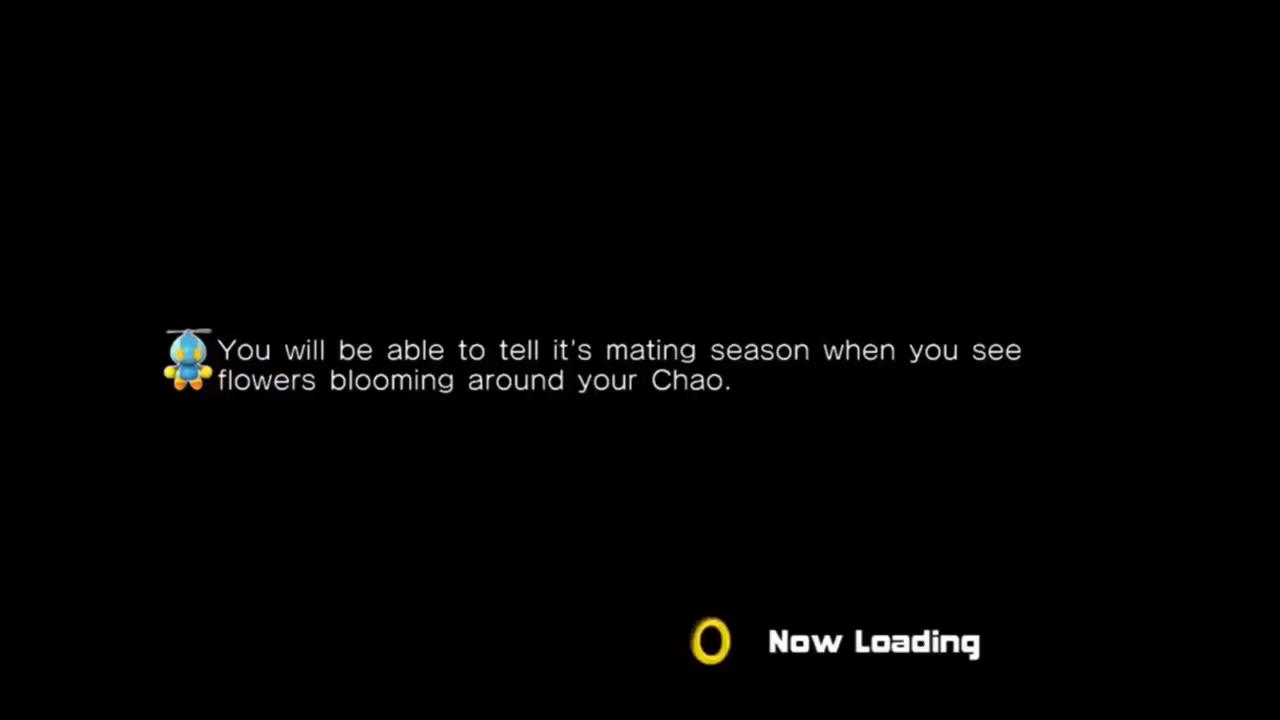 You will be able to tell it's mating season when you see
flowers blooming around your Chao.
Now Loading